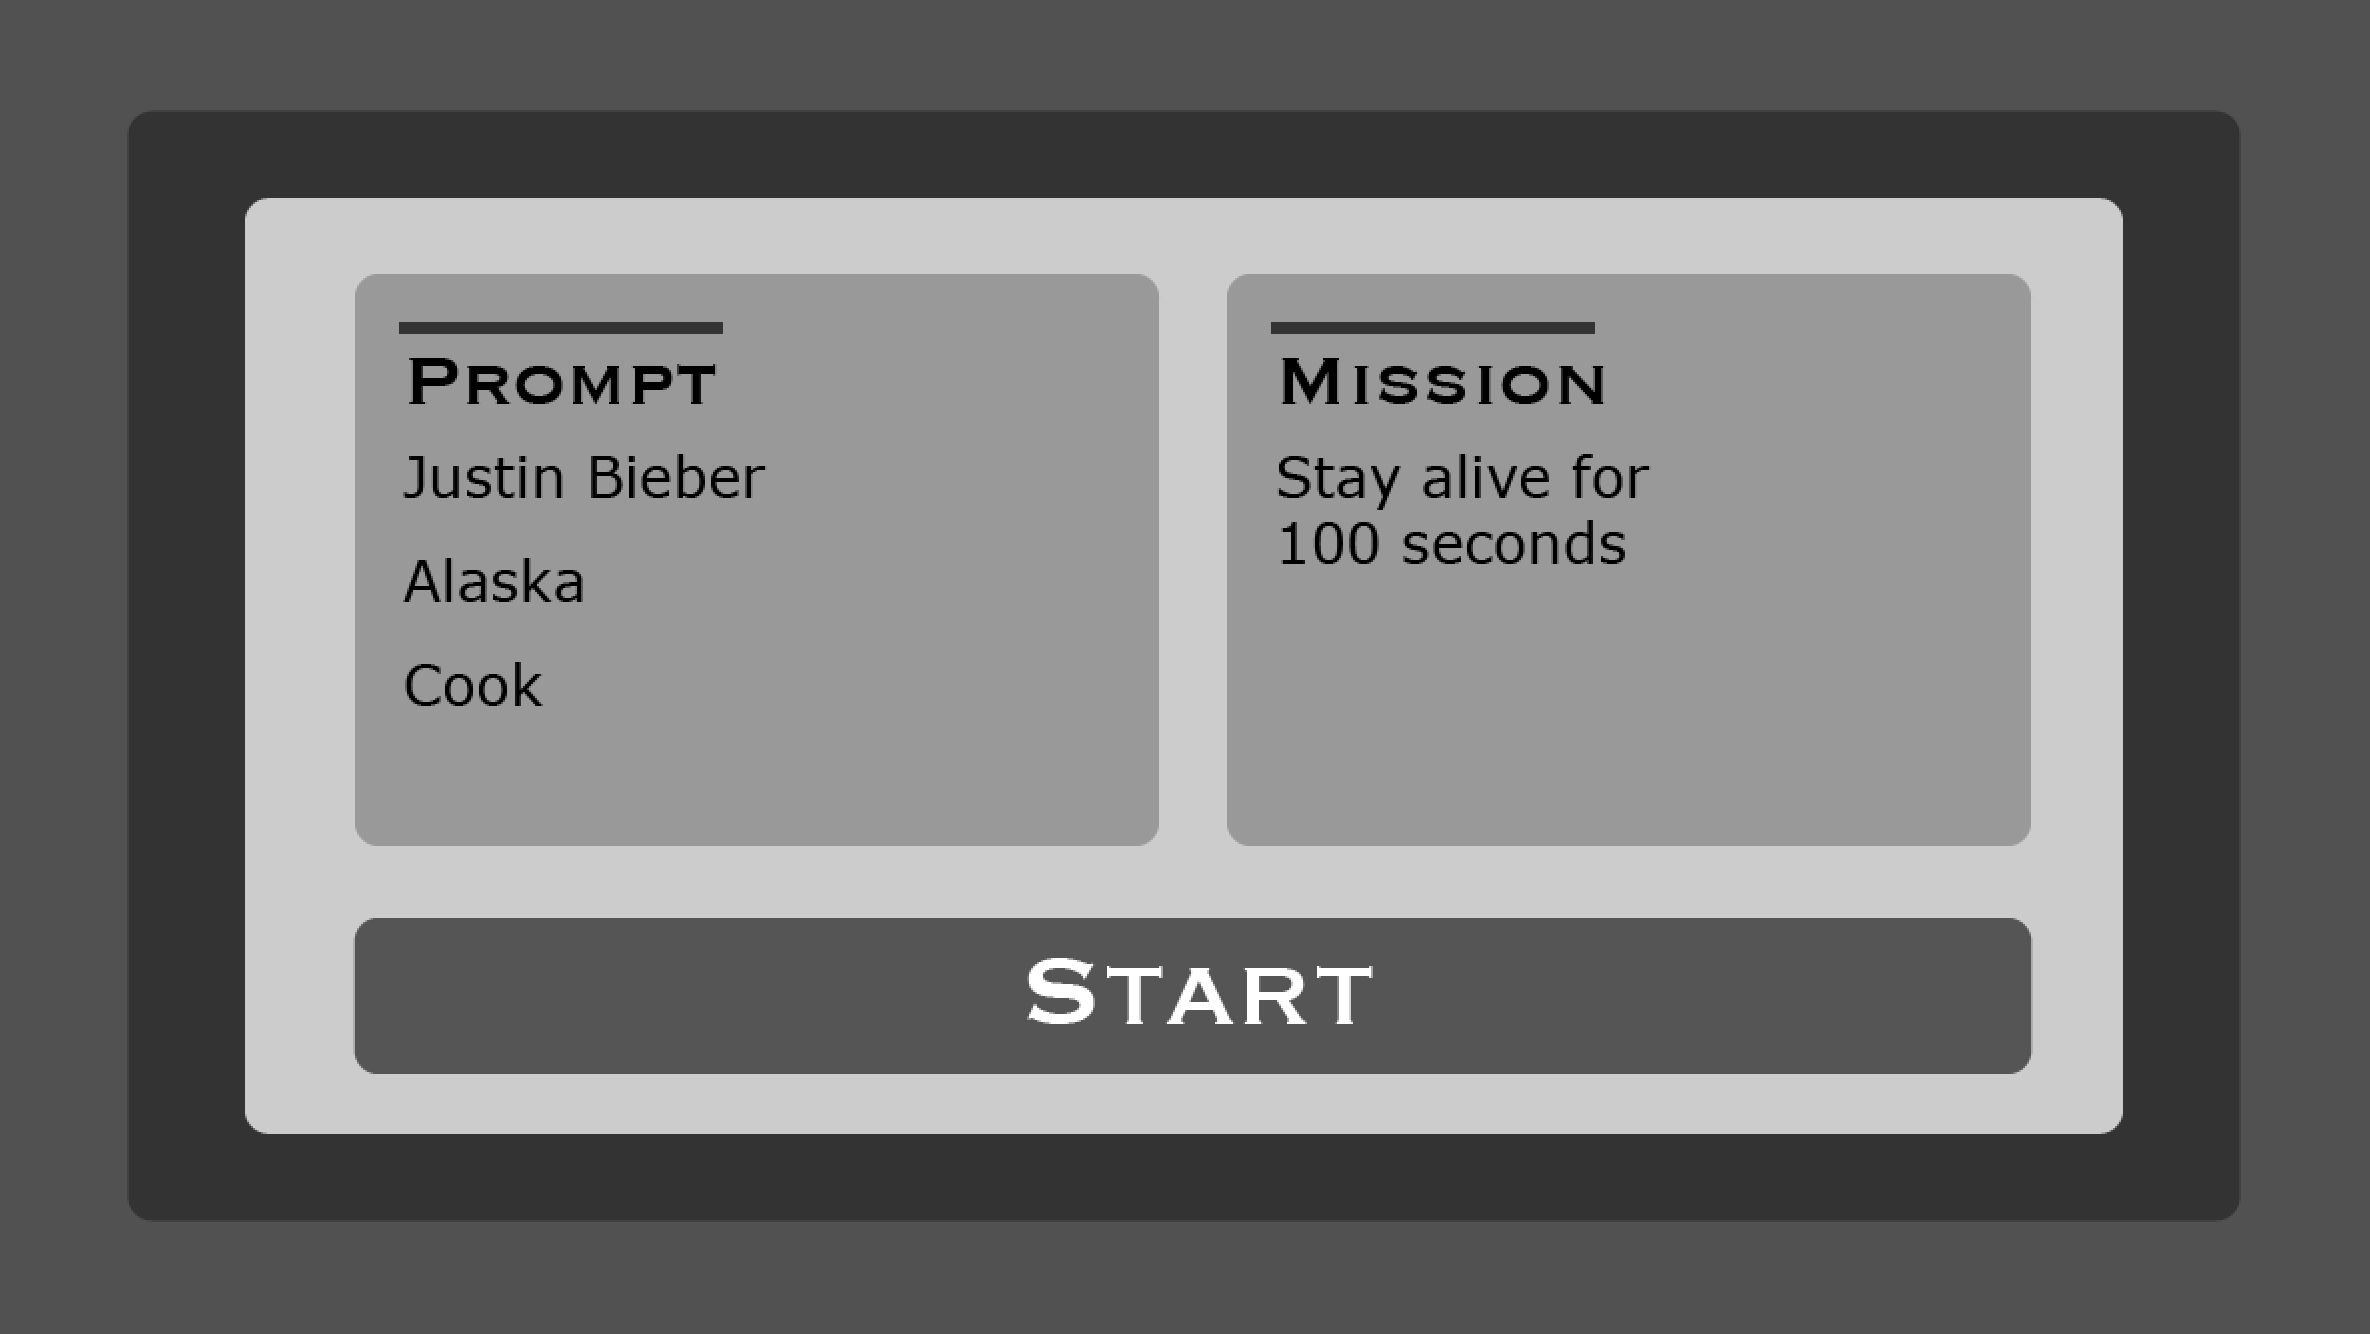 Prompt
Justin Bieber
Alaska
Cook
Mission
Stay alive for
100 seconds
Start